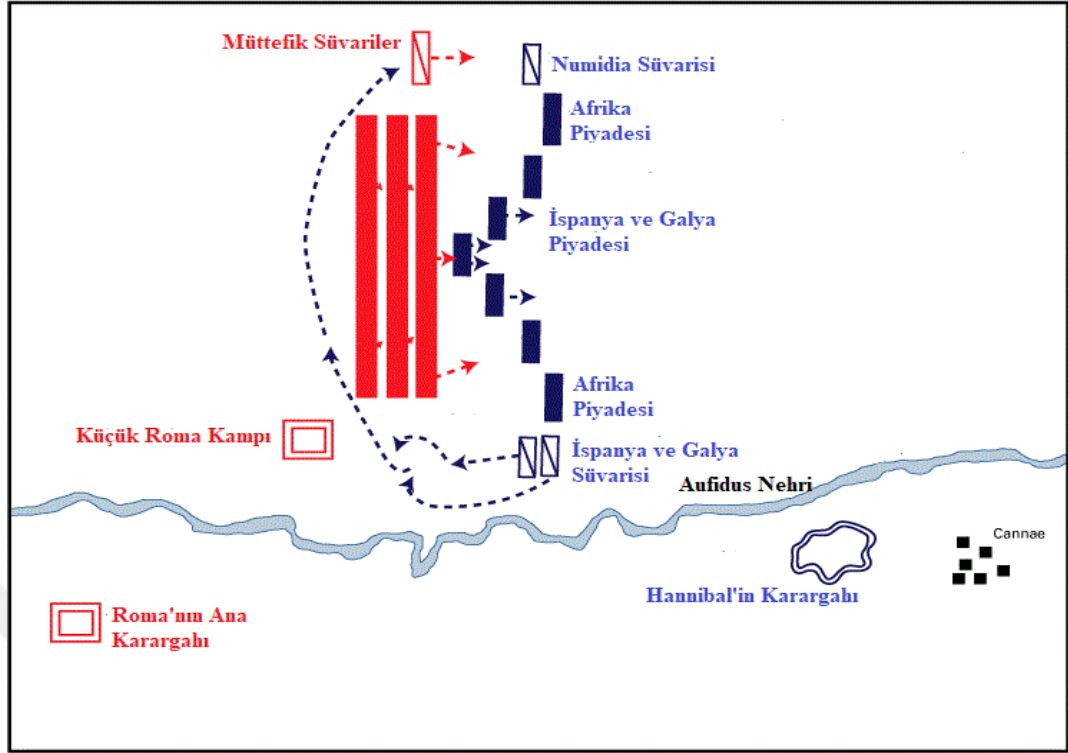 Müttefik Süvariler
Numidia Süvarisi
Afrika
Piyadesi
İspanya ve Galya
Piyadesi
Afrika
Piyadesi
Küçük Roma Kampı
İspanya ve Galya
Süvarisi
Aufidus Nehri
Cannae
Hannibal'in Karargahı
Roma'nın Ana
Karargahı